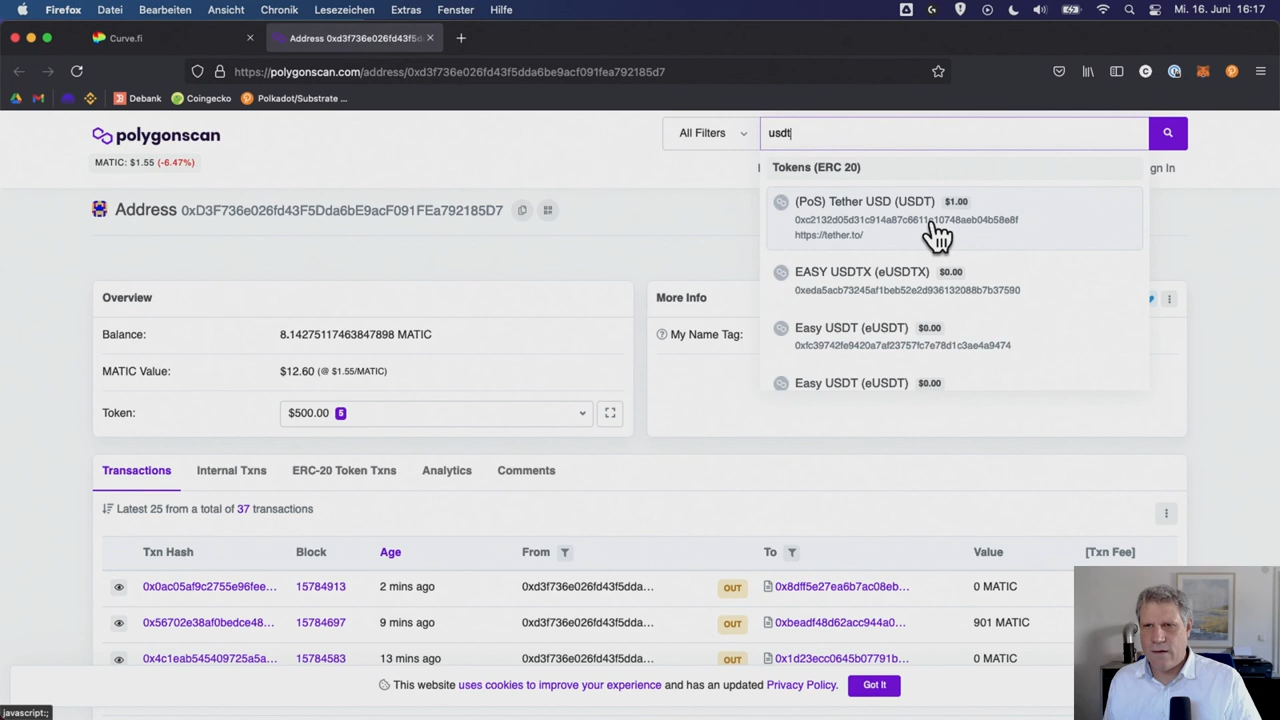 Firefox Datei Bearbeiten Ansicht Chronik Lesezeichen Extras Fenster Hilfe Mi. 16. Juni 16:17
Curve.fi
Address 0xd3f736e026fd43f5d
https://polygonscan.com/address/0xd3f736e026fd43f5dda6be9acf091fea792185d7
Debank Coingecko Polkadot/Substrate ...
polygonscan
All Filters
usdt
MATIC: $1.55 (-6.47%)
Tokens (ERC 20)
gn In
(PoS) Tether USD (USDT) $1.00
Address 0xD3F736e026fd43F5Dda6bE9AcF091FEa792185D7
https://tether.to/
EASY USDTX (eUSDTX) $0.00
0xeda5acb73245af1beb52e2d936132088b7b37590
Overview
More Info
Easy USDT (eUSDT) $0.00
0xfc39742fe9420a7af23757fc7e78d1c3ae4a9474
Balance: 8.14275117463847898 MATIC
My Name Tag:
MATIC Value: $12.60 (@ $1.55/MATIC)
Easy USDT (eUSDT) $0.00
Token: $500.00 5
Transactions Internal Txns ERC-20 Token Txns Analytics Comments
Latest 25 from a total of 37 transactions
Txn Hash Block Age From To Value [Txn Fee]
0x0ac05af9c2755e96fee... 15784913 2 mins ago 0xd3f736e026fd43f5dda... OUT 0x8dff5e27ea6b7ac08eb... 0 MATIC
0x56702e38af0bedce48... 15784697 9 mins ago 0xd3f736e026fd43f5dda... OUT 0xbeadf48d62acc944a0... 901 MATIC
0x4c1eab545409725a5a... 15784583 13 mins ago 0xd3f736e026fd43f5dda... OUT 0x1d23ecc0645b07791b... 0 MATIC
This website uses cookies to improve your experience and has an updated Privacy Policy. Got It
javascript:;